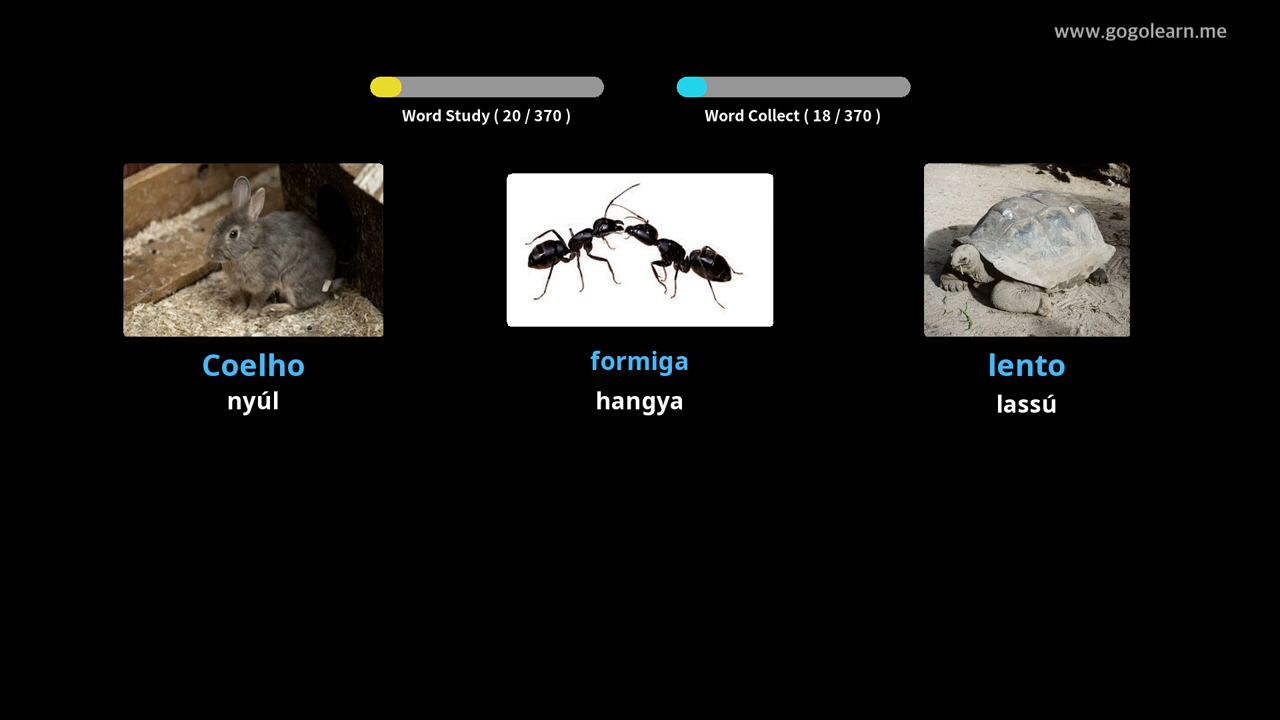 www.gogolearn.me
Word Study ( 20 / 370 )
Word Collect ( 18 / 370 )
Coelho
nyúl
formiga
hangya
lento
lassú